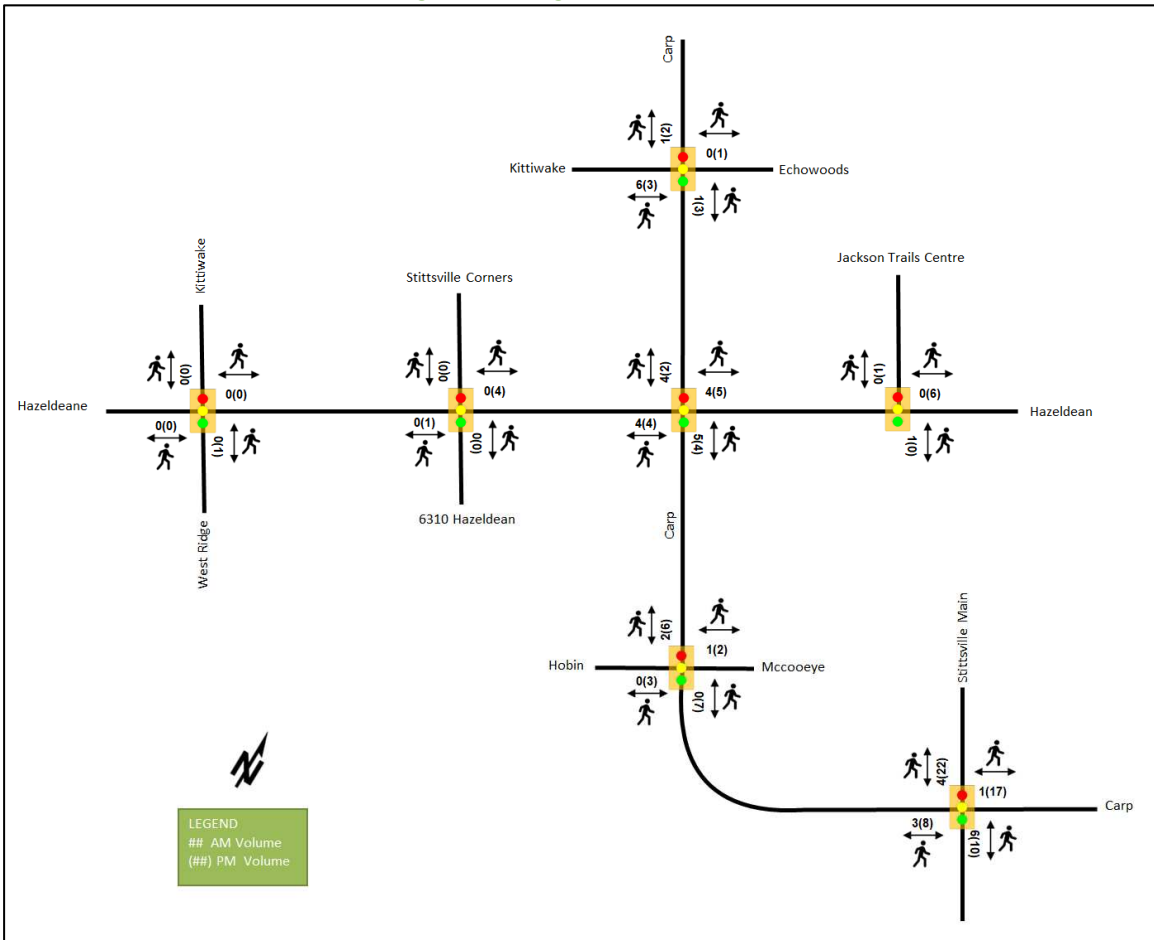 Carp
1(2)
0(1)
Kittiwake
Echowoods
6(3)
1(3)
Kittiwake
Stittsville Corners
Jackson Trails Centre
0(0)
0(0)
0(0)
0(4)
4(2)
4(5)
0(1)
0(6)
Hazeldeane
Hazeldean
0(0)
0(1)
0(1)
0(0)
4(4)
5(4)
1(0)
West Ridge
6310 Hazeldean
Carp
2(6)
1(2)
Hobin
Mccooeye
0(3)
0(7)
Stittsville Main
N
4(22)
1(17)
Carp
3(8)
6(10)
LEGEND
## AM Volume
(##) PM Volume